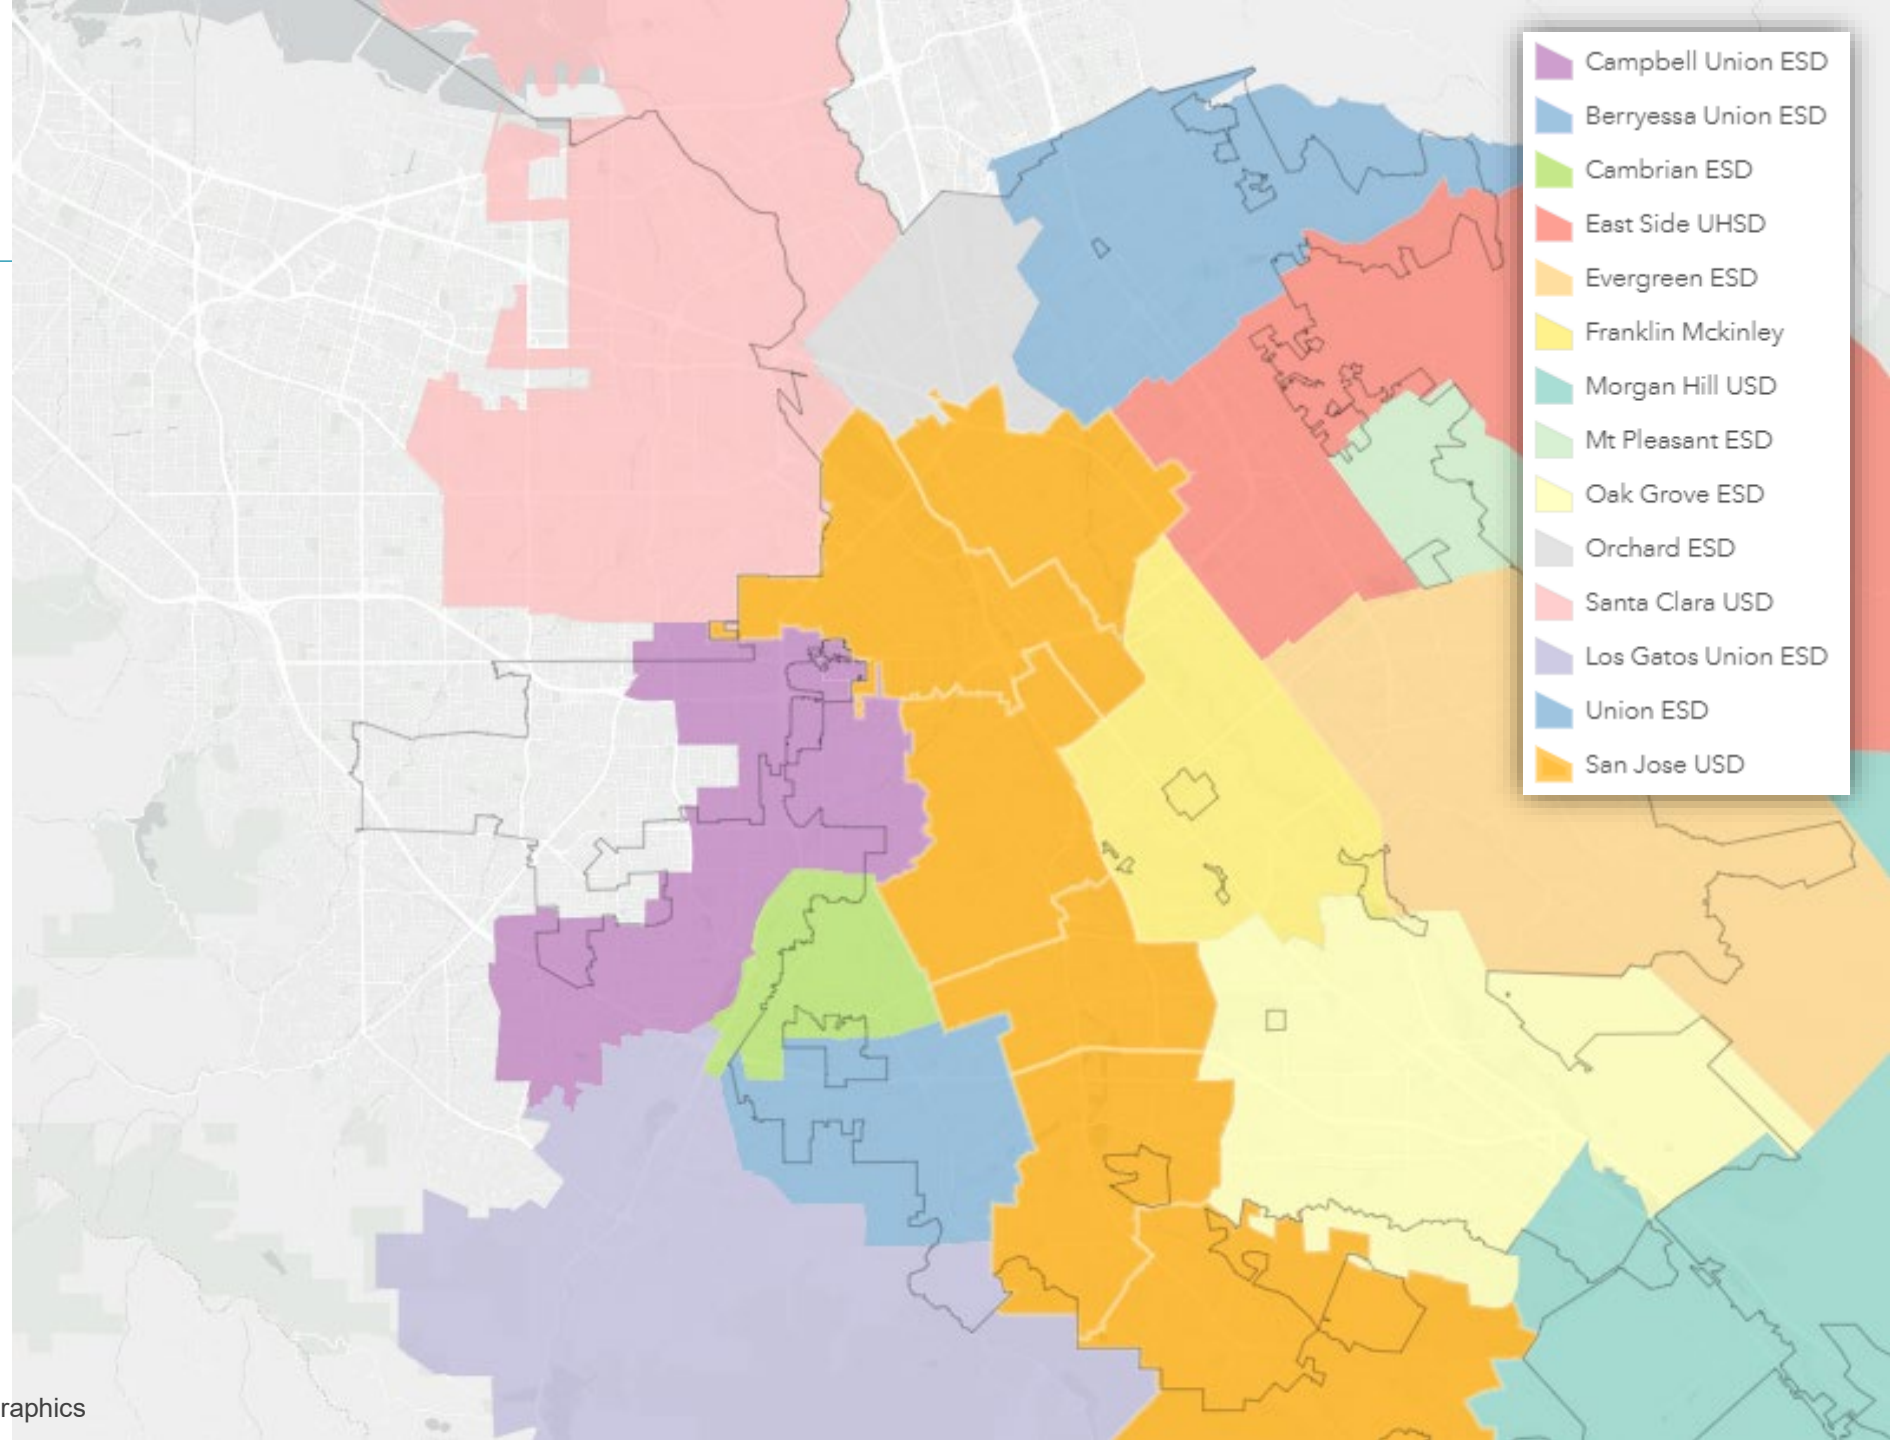 Campbell Union ESD
Berryessa Union ESD
Cambrian ESD
East Side UHSD
Evergreen ESD
Franklin Mckinley
Morgan Hill USD
Mt Pleasant ESD
Oak Grove ESD
Orchard ESD
Santa Clara USD
Los Gatos Union ESD
Union ESD
San Jose USD
raphics